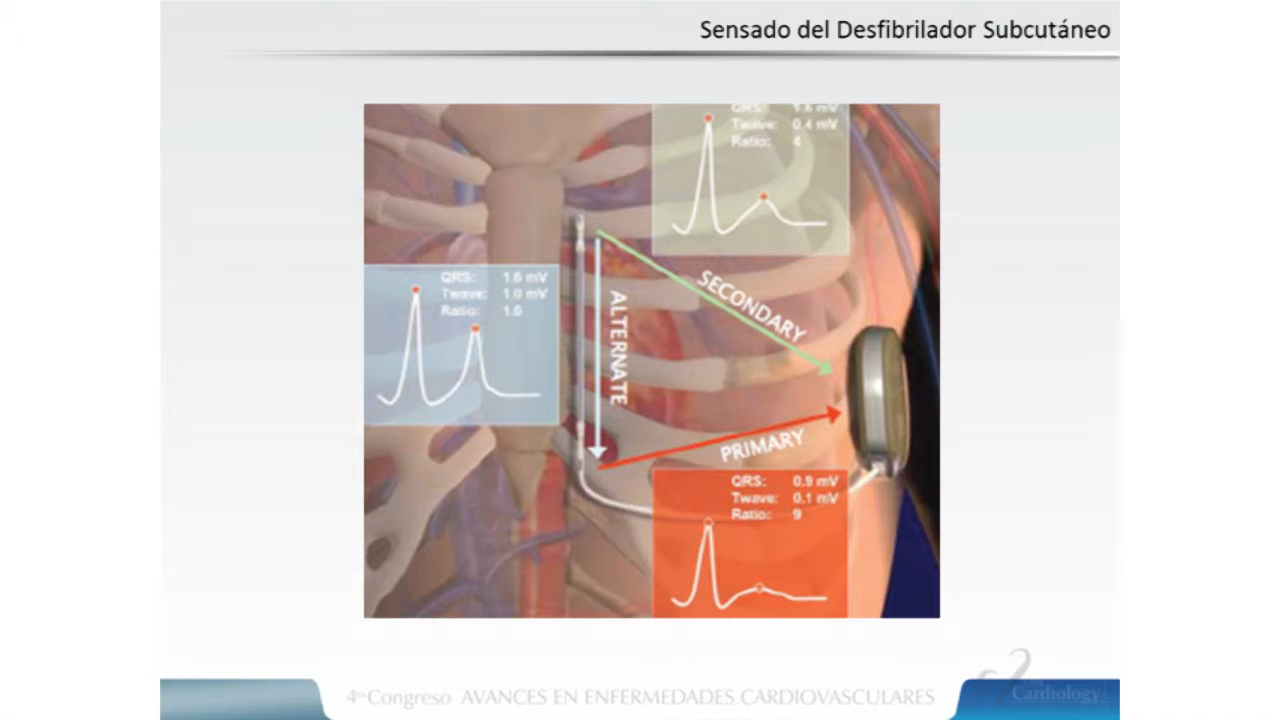 Sensado del Desfibrilador Subcutáneo
QRS: 1.6 mV
Twave: 0.4 mV
Ratio: 4
SECONDARY
QRS: 1.6 mV
Twave: 1.0 mV
Ratio: 1.6
ALTERNATE
PRIMARY
QRS: 0.9 mV
Twave: 0.1 mV
Ratio: 9
4to Congreso AVANCES EN ENFERMEDADES CARDIOVASCULARES
Cardiology